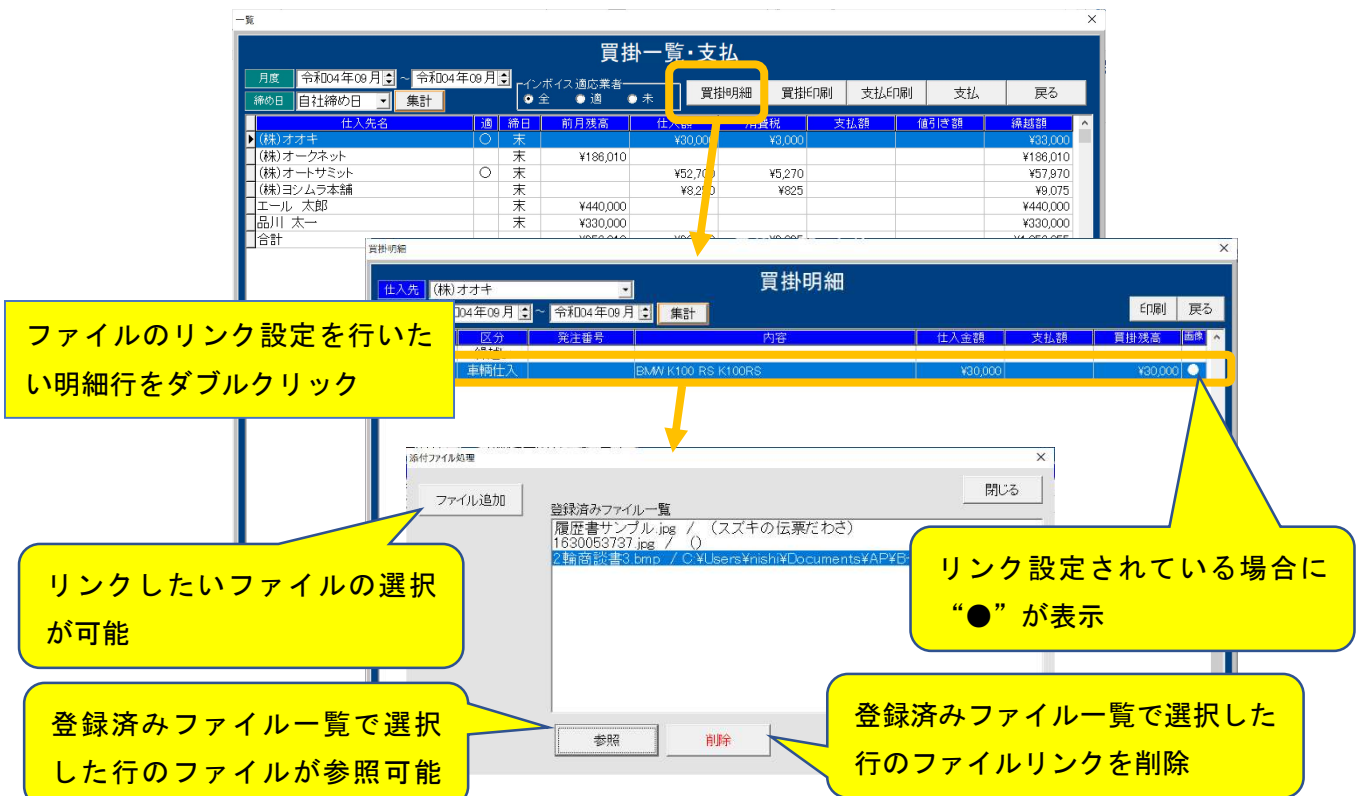 一覧
買掛一覧・支払
月度 令和04年09月 ~ 令和04年09月
インボイス適応業者
全 適 未
締め日 自社締め日 集計
買掛明細 買掛印刷 支払印刷 支払 戻る
仕入先名 適 締日 前月残高 仕入額 消費税 支払額 値引き額 繰越額
(株)オオキ ○ 末 ¥30,000 ¥3,000 ¥33,000
(株)オークネット 末 ¥186,010 ¥186,010
(株)オートサミット ○ 末 ¥52,700 ¥5,270 ¥57,970
(株)ヨシムラ本舗 末 ¥825 ¥9,075
エール 太郎 末 ¥440,000 ¥440,000
品川 太一 末 ¥330,000 ¥330,000
合計
買掛明細
買掛明細
仕入先 (株)オオキ
04年09月 ~ 令和04年09月 集計
印刷 戻る
区分 発注番号 内容 仕入金額 支払額 買掛残高 画像
車輌仕入 BMW K100 RS K100RS ¥30,000 ¥30,000 ●
ファイルのリンク設定を行いた
い明細行をダブルクリック
添付ファイル処理
ファイル追加
閉じる
登録済みファイル一覧
履歴書サンプル.jpg / (スズキの伝票だわさ)
1630053737.jpg / ()
2輪商談書3.bmp / C:¥Users¥nishi¥Documents¥AP¥B
リンクしたいファイルの選択
が可能
リンク設定されている場合に
“●”が表示
登録済みファイル一覧で選択
した行のファイルが参照可能
参照 削除
登録済みファイル一覧で選択した
行のファイルリンクを削除